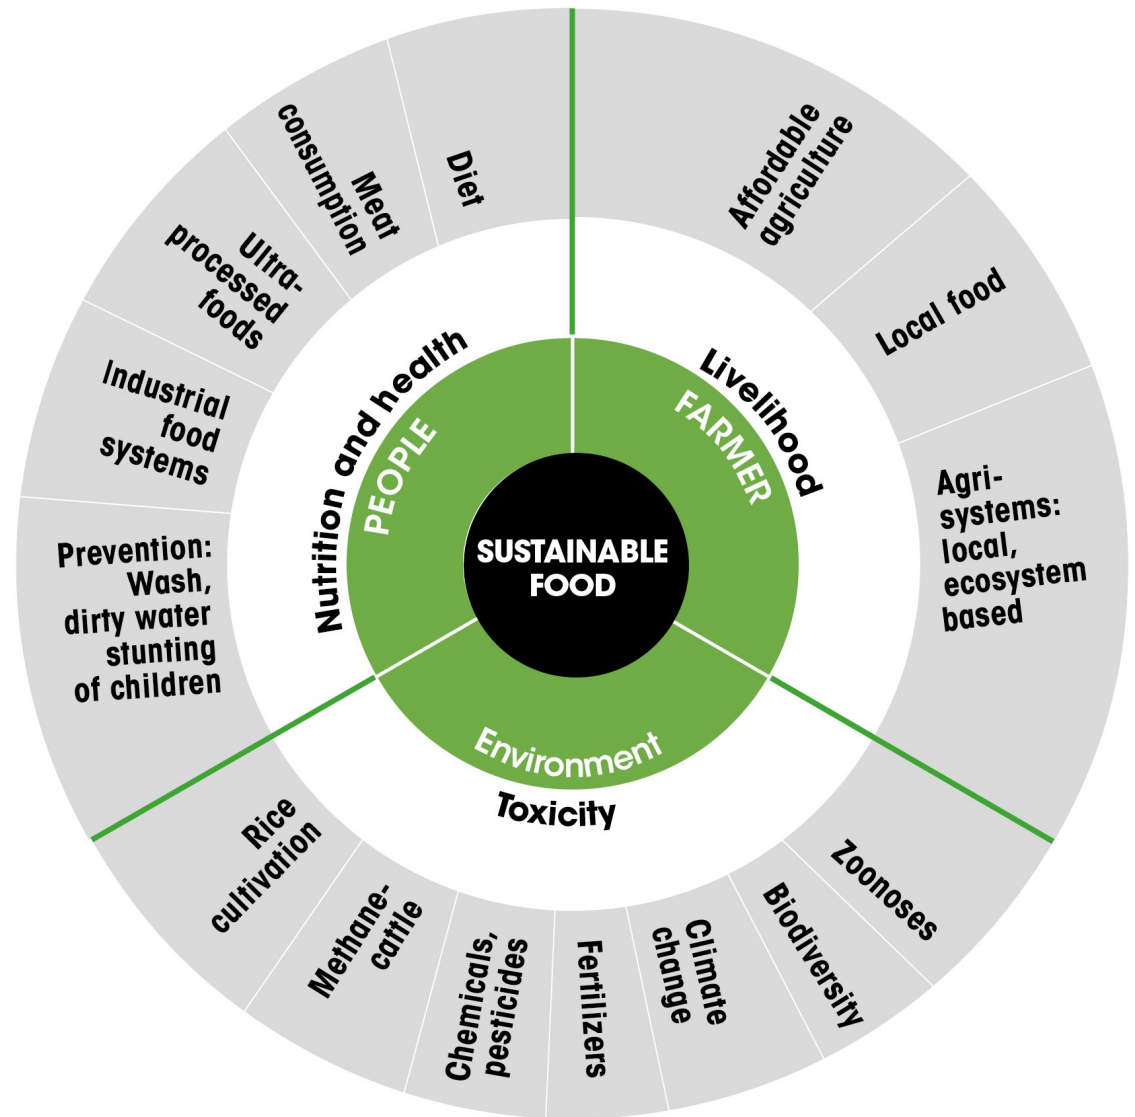 SUSTAINABLE
FOOD
PEOPLE
Nutrition and health
FARMER
Livelihood
Environment
Toxicity
Affordable
agriculture
Local food
Agri-
systems:
local,
ecosystem
based
Zoonoses
Biodiversity
Climate
change
Fertilizers
Chemicals,
pesticides
Methane-
cattle
Rice
cultivation
Prevention:
Wash,
dirty water
stunting
of children
Industrial
food
systems
Ultra-
processed
foods
Meat
consumption
Diet